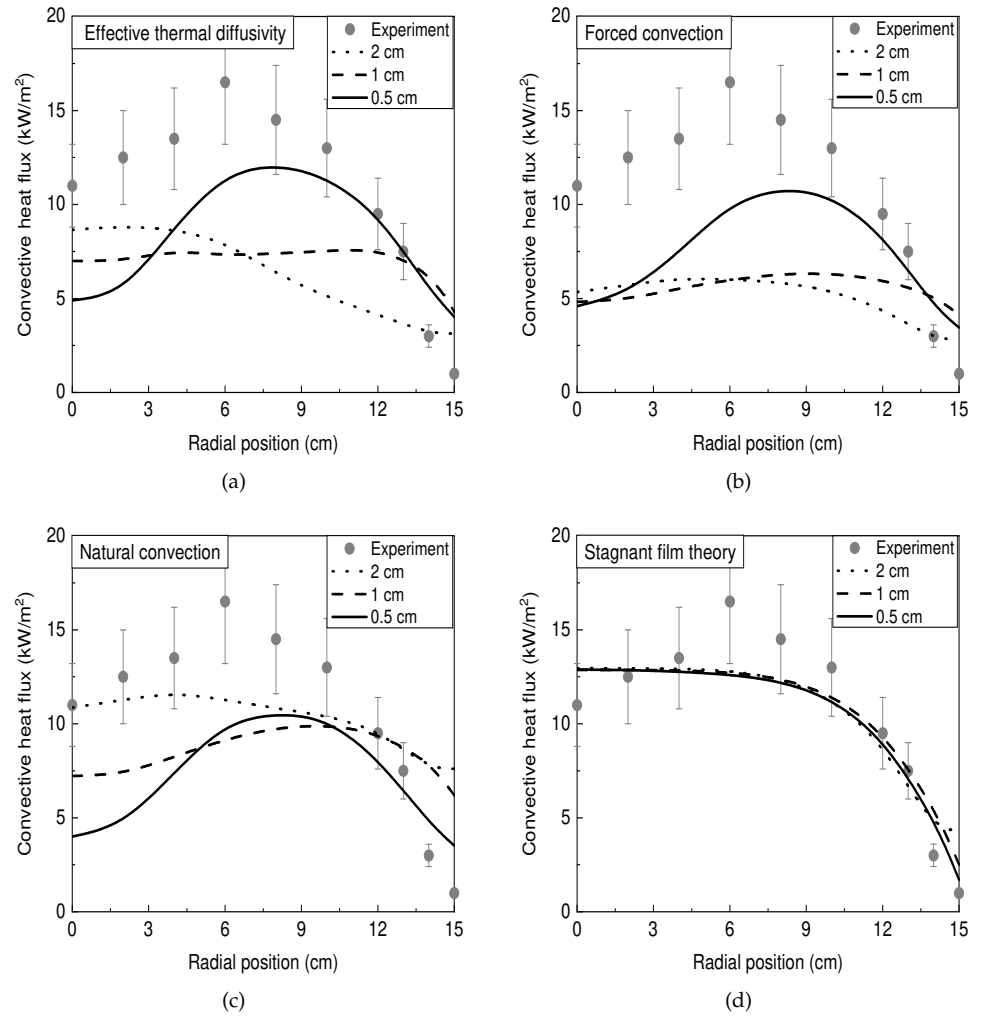 Effective thermal diffusivity
Experiment
2 cm
1 cm
0.5 cm
Convective heat flux (kW/m²)
20
15
10
5
0
0 3 6 9 12 15
Radial position (cm)
(a)
Forced convection
Experiment
2 cm
1 cm
0.5 cm
Convective heat flux (kW/m²)
20
15
10
5
0
0 3 6 9 12 15
Radial position (cm)
(b)
Natural convection
Experiment
2 cm
1 cm
0.5 cm
Convective heat flux (kW/m²)
20
15
10
5
0
0 3 6 9 12 15
Radial position (cm)
(c)
Stagnant film theory
Experiment
2 cm
1 cm
0.5 cm
Convective heat flux (kW/m²)
20
15
10
5
0
0 3 6 9 12 15
Radial position (cm)
(d)